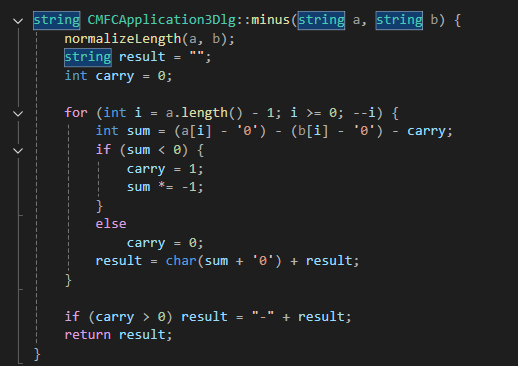 string CMFCApplication3Dlg::minus(string a, string b) {
    normalizeLength(a, b);
    string result = "";
    int carry = 0;

    for (int i = a.length() - 1; i >= 0; --i) {
        int sum = (a[i] - '0') - (b[i] - '0') - carry;
        if (sum < 0) {
            carry = 1;
            sum *= -1;
        }
        else
            carry = 0;
        result = char(sum + '0') + result;
    }

    if (carry > 0) result = "-" + result;
    return result;
}